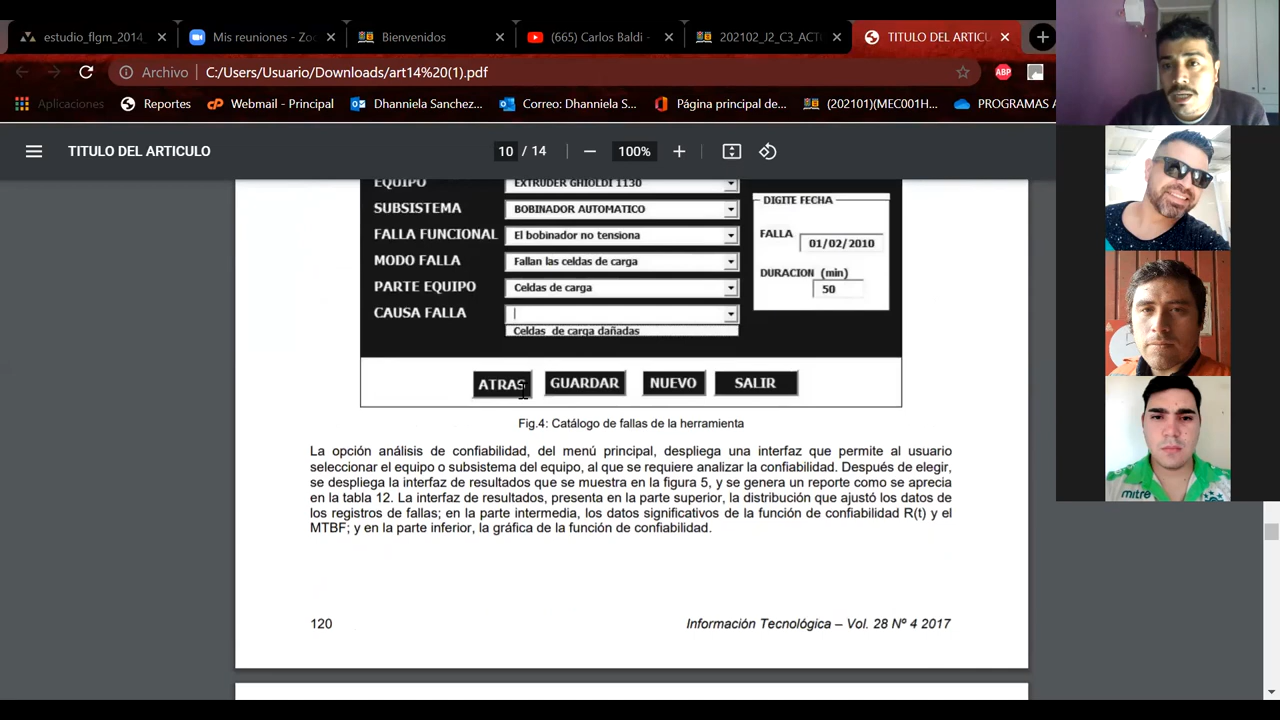 estudio_flgm_2014_
Mis reuniones - Zoo
Bienvenidos
(665) Carlos Baldi -
202102_J2_C3_ACT
TITULO DEL ARTICU
Archivo
C:/Users/Usuario/Downloads/art14%20(1).pdf
ABP
Aplicaciones
Reportes
Webmail - Principal
Dhanniela Sanchez...
Correo: Dhanniela S...
Página principal de...
(202101)(MEC001H...
PROGRAMAS A
TITULO DEL ARTICULO
10 / 14
100%
EQUIPO
EXTRUDER GHIOLDI 1130
SUBSISTEMA
BOBINADOR AUTOMATICO
FALLA FUNCIONAL
El bobinador no tensiona
MODO FALLA
Fallan las celdas de carga
PARTE EQUIPO
Celdas de carga
CAUSA FALLA
Celdas de carga dañadas
DIGITE FECHA
FALLA
01/02/2010
DURACION (min)
50
ATRAS
GUARDAR
NUEVO
SALIR
Fig.4: Catálogo de fallas de la herramienta
La opción análisis de confiabilidad, del menú principal, despliega una interfaz que permite al usuario
seleccionar el equipo o subsistema del equipo, al que se requiere analizar la confiabilidad. Después de elegir,
se despliega la interfaz de resultados que se muestra en la figura 5, y se genera un reporte como se aprecia
en la tabla 12. La interfaz de resultados, presenta en la parte superior, la distribución que ajustó los datos de
los registros de fallas; en la parte intermedia, los datos significativos de la función de confiabilidad R(t) y el
MTBF; y en la parte inferior, la gráfica de la función de confiabilidad.
120
Información Tecnológica – Vol. 28 Nº 4 2017
mitre